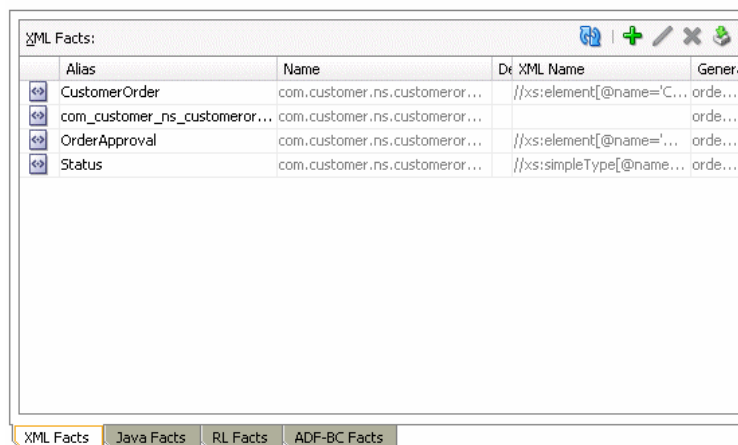 XML Facts:
Alias Name De XML Name Genera
CustomerOrder com.customer.ns.customeror... //xs:element[@name='C... orde...
com_customer_ns_customeror... com.customer.ns.customeror... orde...
OrderApproval com.customer.ns.customeror... //xs:element[@name='... orde...
Status com.customer.ns.customeror... //xs:simpleType[@name... orde...
XML Facts Java Facts RL Facts ADF-BC Facts